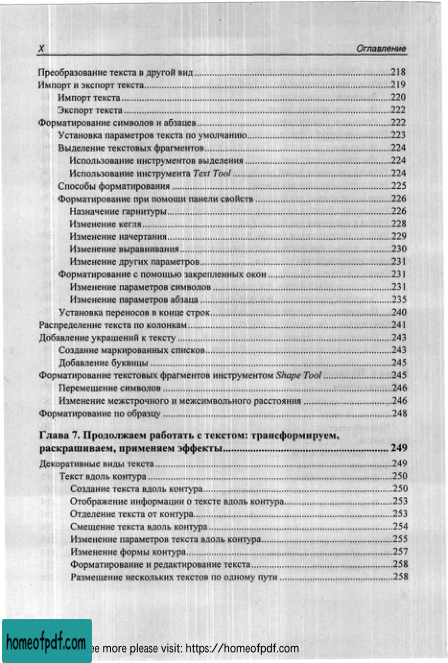 X Оглавление
Преобразование текста в другой вид 218
Импорт и экспорт текста 219
Импорт текста 220
Экспорт текста 222
Форматирование символов и абзацев 222
Установка параметров текста по умолчанию 223
Выделение текстовых фрагментов 224
Использование инструментов выделения 224
Использование инструмента Text Tool 224
Способы форматирования 225
Форматирование при помощи панели свойств 226
Назначение гарнитуры 226
Изменение кегля 228
Изменение начертания 229
Изменение выравнивания 230
Изменение других параметров 231
Форматирование с помощью закрепленных окон 231
Изменение параметров символов 231
Изменение параметров абзаца 235
Установка переносов в конце строк 240
Распределение текста по колонкам 241
Добавление украшений к тексту 243
Создание маркированных списков 243
Добавление буквицы 245
Форматирование текстовых фрагментов инструментом Shape Tool 245
Перемещение символов 246
Изменение межстрочного и межсимвольного расстояния 246
Форматирование по образцу 248
Глава 7. Продолжаем работать с текстом: трансформируем,
раскрашиваем, применяем эффекты 249
Декоративные виды текста 249
Текст вдоль контура 250
Создание текста вдоль контура 250
Отображение информации о тексте вдоль контура 253
Отделение текста от контура 253
Смещение текста вдоль контура 254
Изменение параметров текста вдоль контура 255
Изменение формы контура 257
Форматирование и редактирование текста 258
Размещение нескольких текстов по одному пути 258
homeofpdf.com
ee more please visit: https://homeofpdf.com